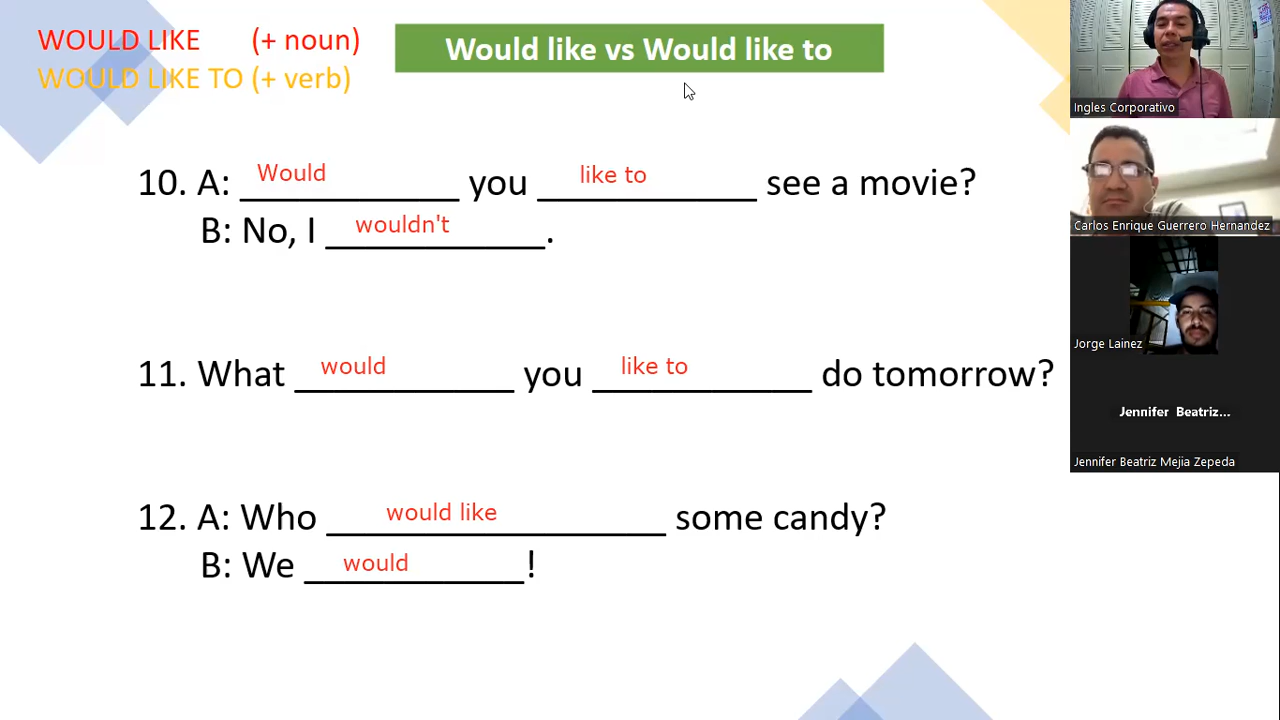 WOULD LIKE (+ noun)
WOULD LIKE TO (+ verb)
Would like vs Would like to
10. A: Would you like to see a movie?
B: No, I wouldn't.
11. What would you like to do tomorrow?
12. A: Who would like some candy?
B: We would!
Ingles Corporativo
Carlos Enrique Guerrero Hernandez
Jorge Lainez
Jennifer Beatriz...
Jennifer Beatriz Mejia Zepeda